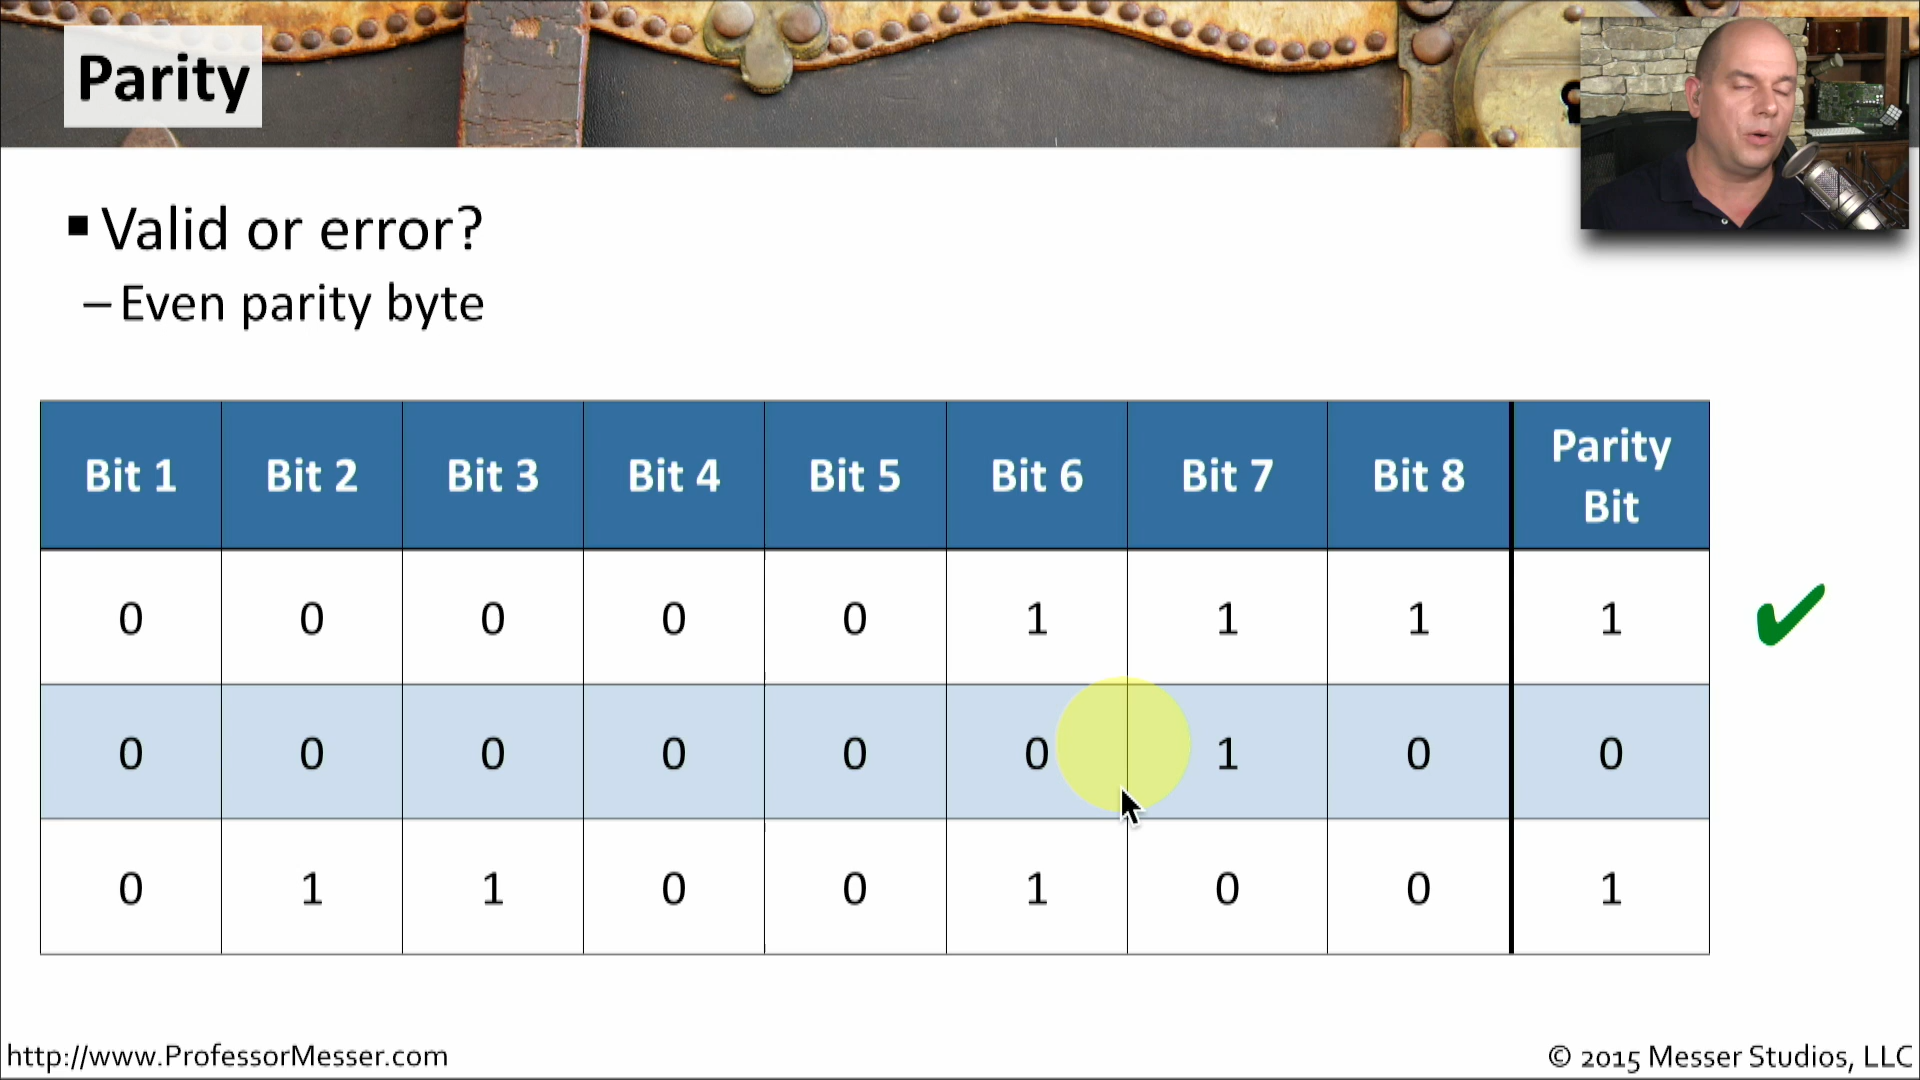 Parity
▪ Valid or error?
– Even parity byte
Bit 1 Bit 2 Bit 3 Bit 4 Bit 5 Bit 6 Bit 7 Bit 8 Parity Bit
0 0 0 0 0 1 1 1 1
0 0 0 0 0 0 1 0 0
0 1 1 0 0 1 0 0 1
http://www.ProfessorMesser.com
© 2015 Messer Studios, LLC